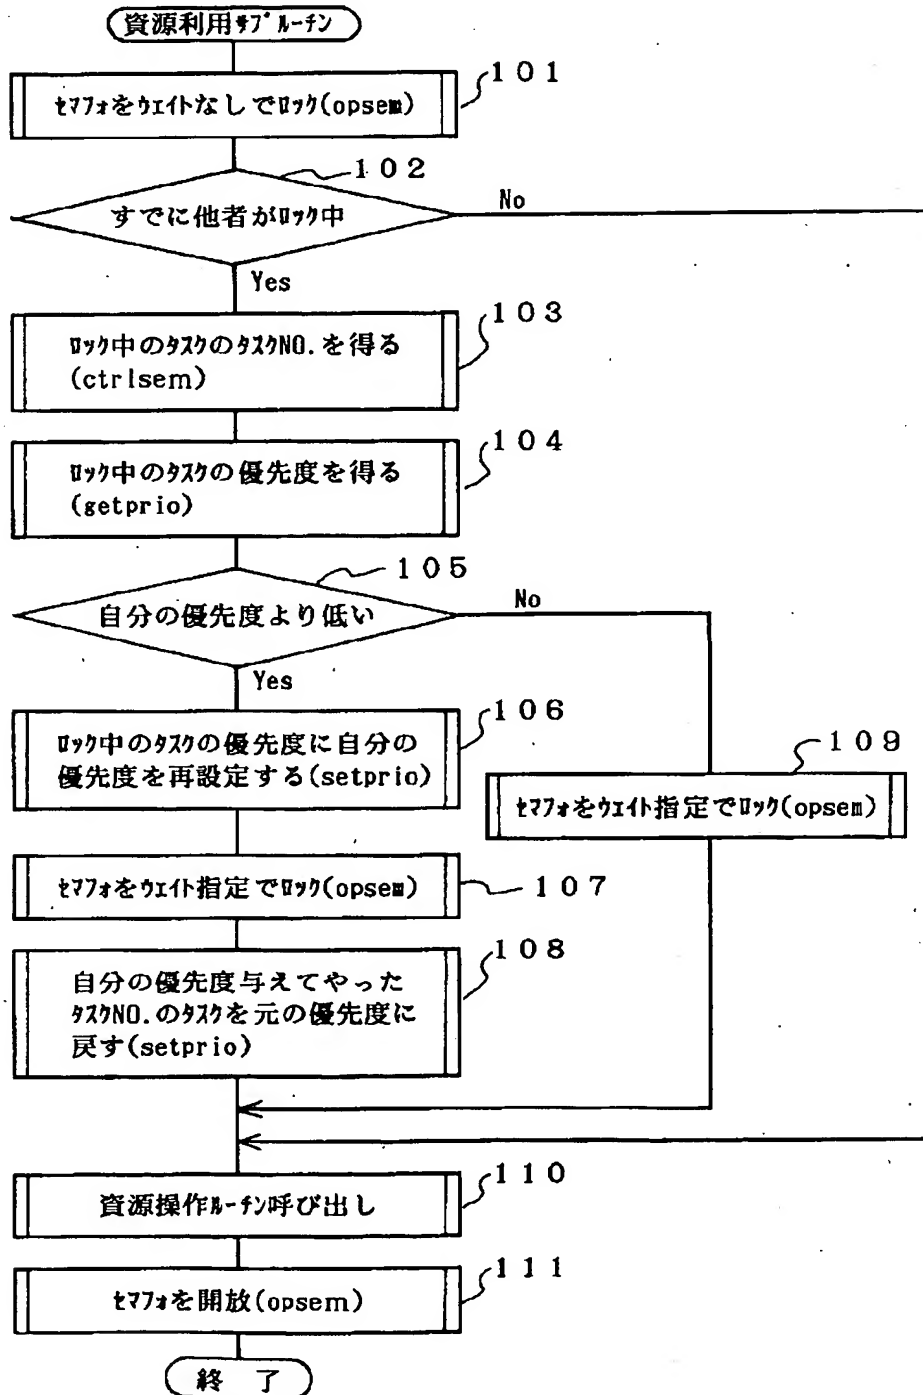 資源利用ｻﾌﾞﾙｰﾁﾝ
101
ｾﾏﾌｫをｳｪｲﾄなしでﾛｯｸ(opsem)
102
すでに他者がﾛｯｸ中
No
Yes
103
ﾛｯｸ中のﾀｽｸのﾀｽｸNO.を得る
(ctrlsem)
104
ﾛｯｸ中のﾀｽｸの優先度を得る
(getprio)
105
自分の優先度より低い
No
Yes
106
ﾛｯｸ中のﾀｽｸの優先度に自分の
優先度を再設定する(setprio)
109
ｾﾏﾌｫをｳｪｲﾄ指定でﾛｯｸ(opsem)
ｾﾏﾌｫをｳｪｲﾄ指定でﾛｯｸ(opsem)
107
108
自分の優先度与えてやった
ﾀｽｸNO.のﾀｽｸを元の優先度に
戻す(setprio)
110
資源操作ﾙｰﾁﾝ呼び出し
111
ｾﾏﾌｫを開放(opsem)
終 了